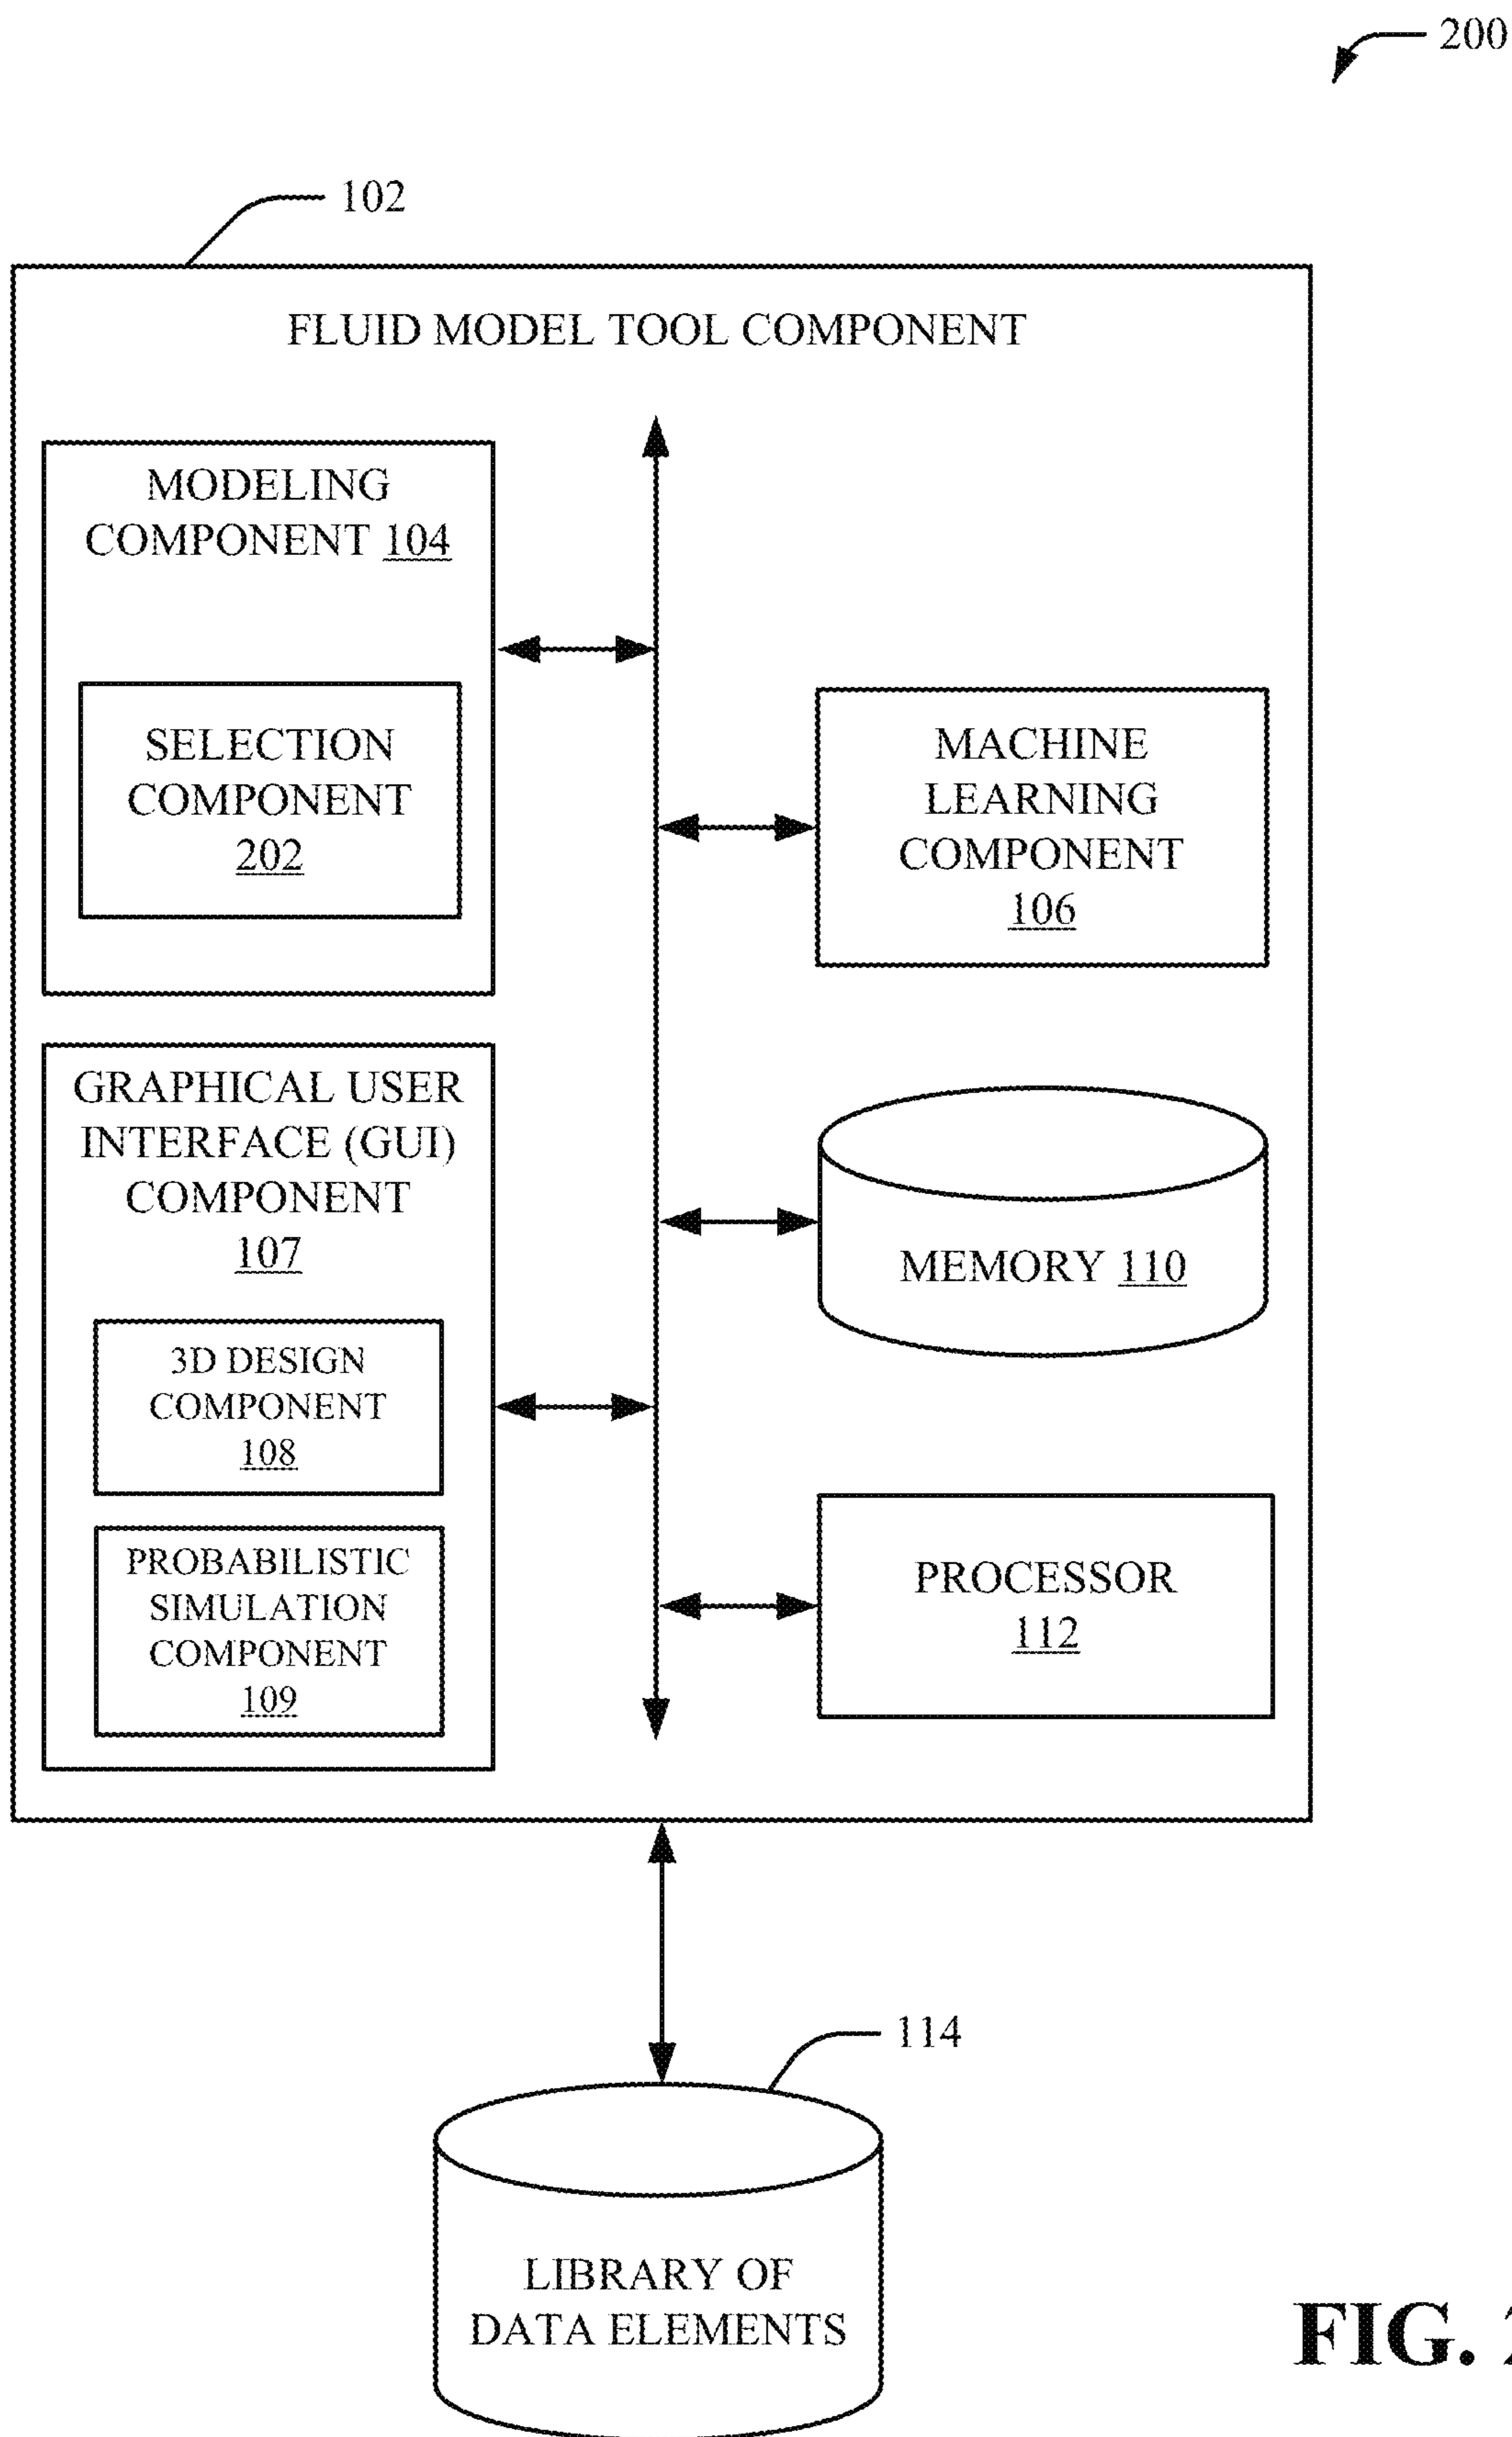 200
102
FLUID MODEL TOOL COMPONENT
MODELING
COMPONENT 104
SELECTION
COMPONENT
202
MACHINE
LEARNING
COMPONENT
106
GRAPHICAL USER
INTERFACE (GUI)
COMPONENT
107
3D DESIGN
COMPONENT
108
PROBABILISTIC
SIMULATION
COMPONENT
109
MEMORY 110
PROCESSOR
112
114
LIBRARY OF
DATA ELEMENTS
FIG.